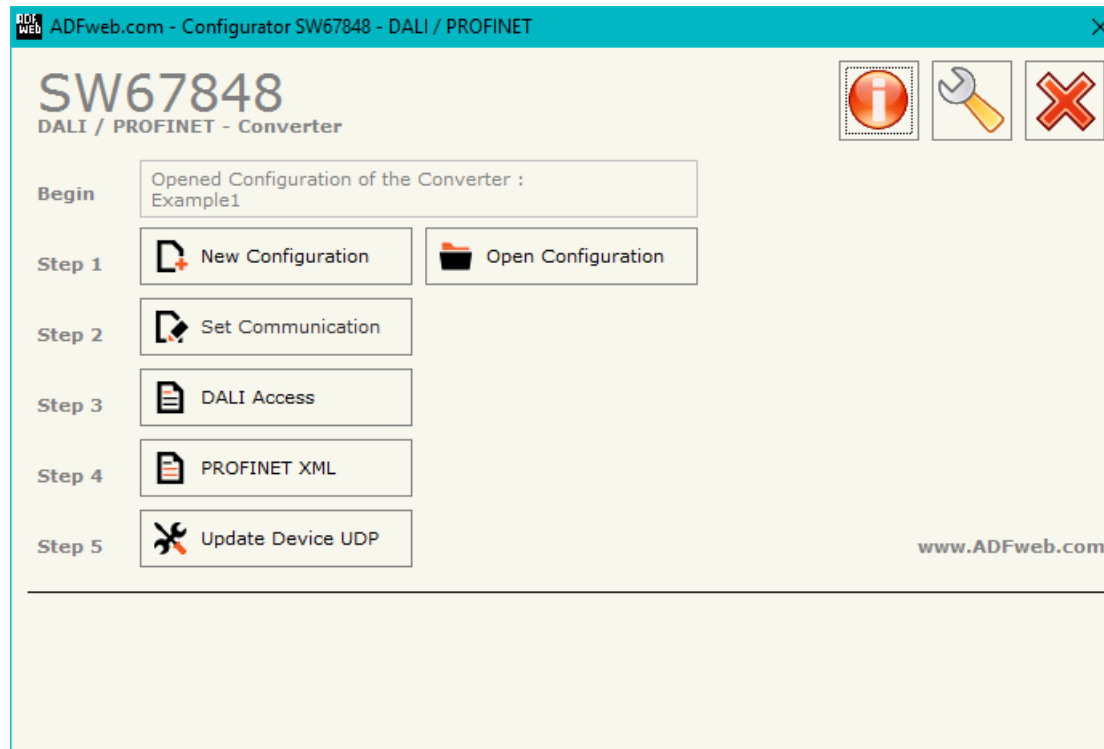 ADF
WEB
ADFweb.com - Configurator SW67848 - DALI / PROFINET
SW67848
DALI / PROFINET - Converter
Begin
Opened Configuration of the Converter :
Example1
Step 1
New Configuration
Open Configuration
Step 2
Set Communication
Step 3
DALI Access
Step 4
PROFINET XML
Step 5
Update Device UDP
www.ADFweb.com